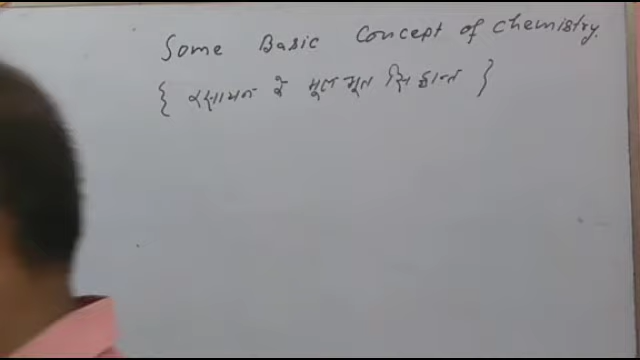 Some Basic Concept of Chemistry.
{ रसायन के मूल भूत सिद्धान्त }